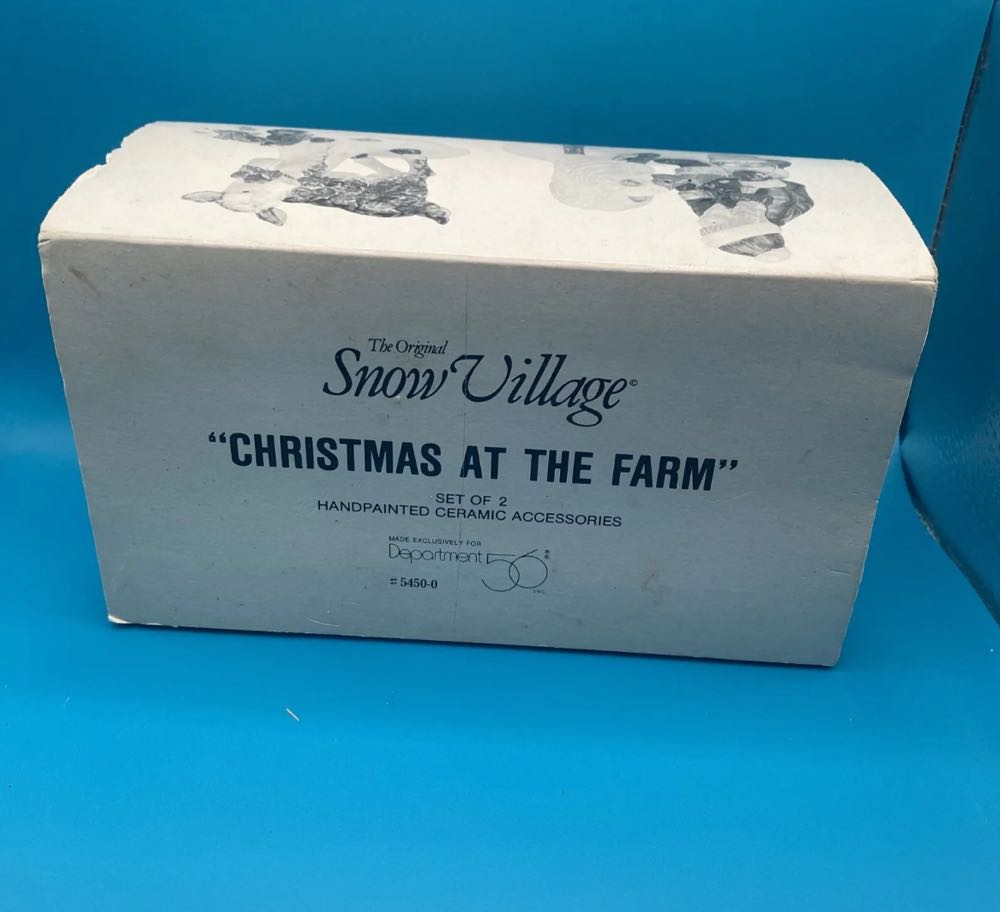 The Original
Snow Village©
“CHRISTMAS AT THE FARM”
SET OF 2
HANDPAINTED CERAMIC ACCESSORIES
MADE EXCLUSIVELY FOR
Department 56®
INC.
# 5450-0